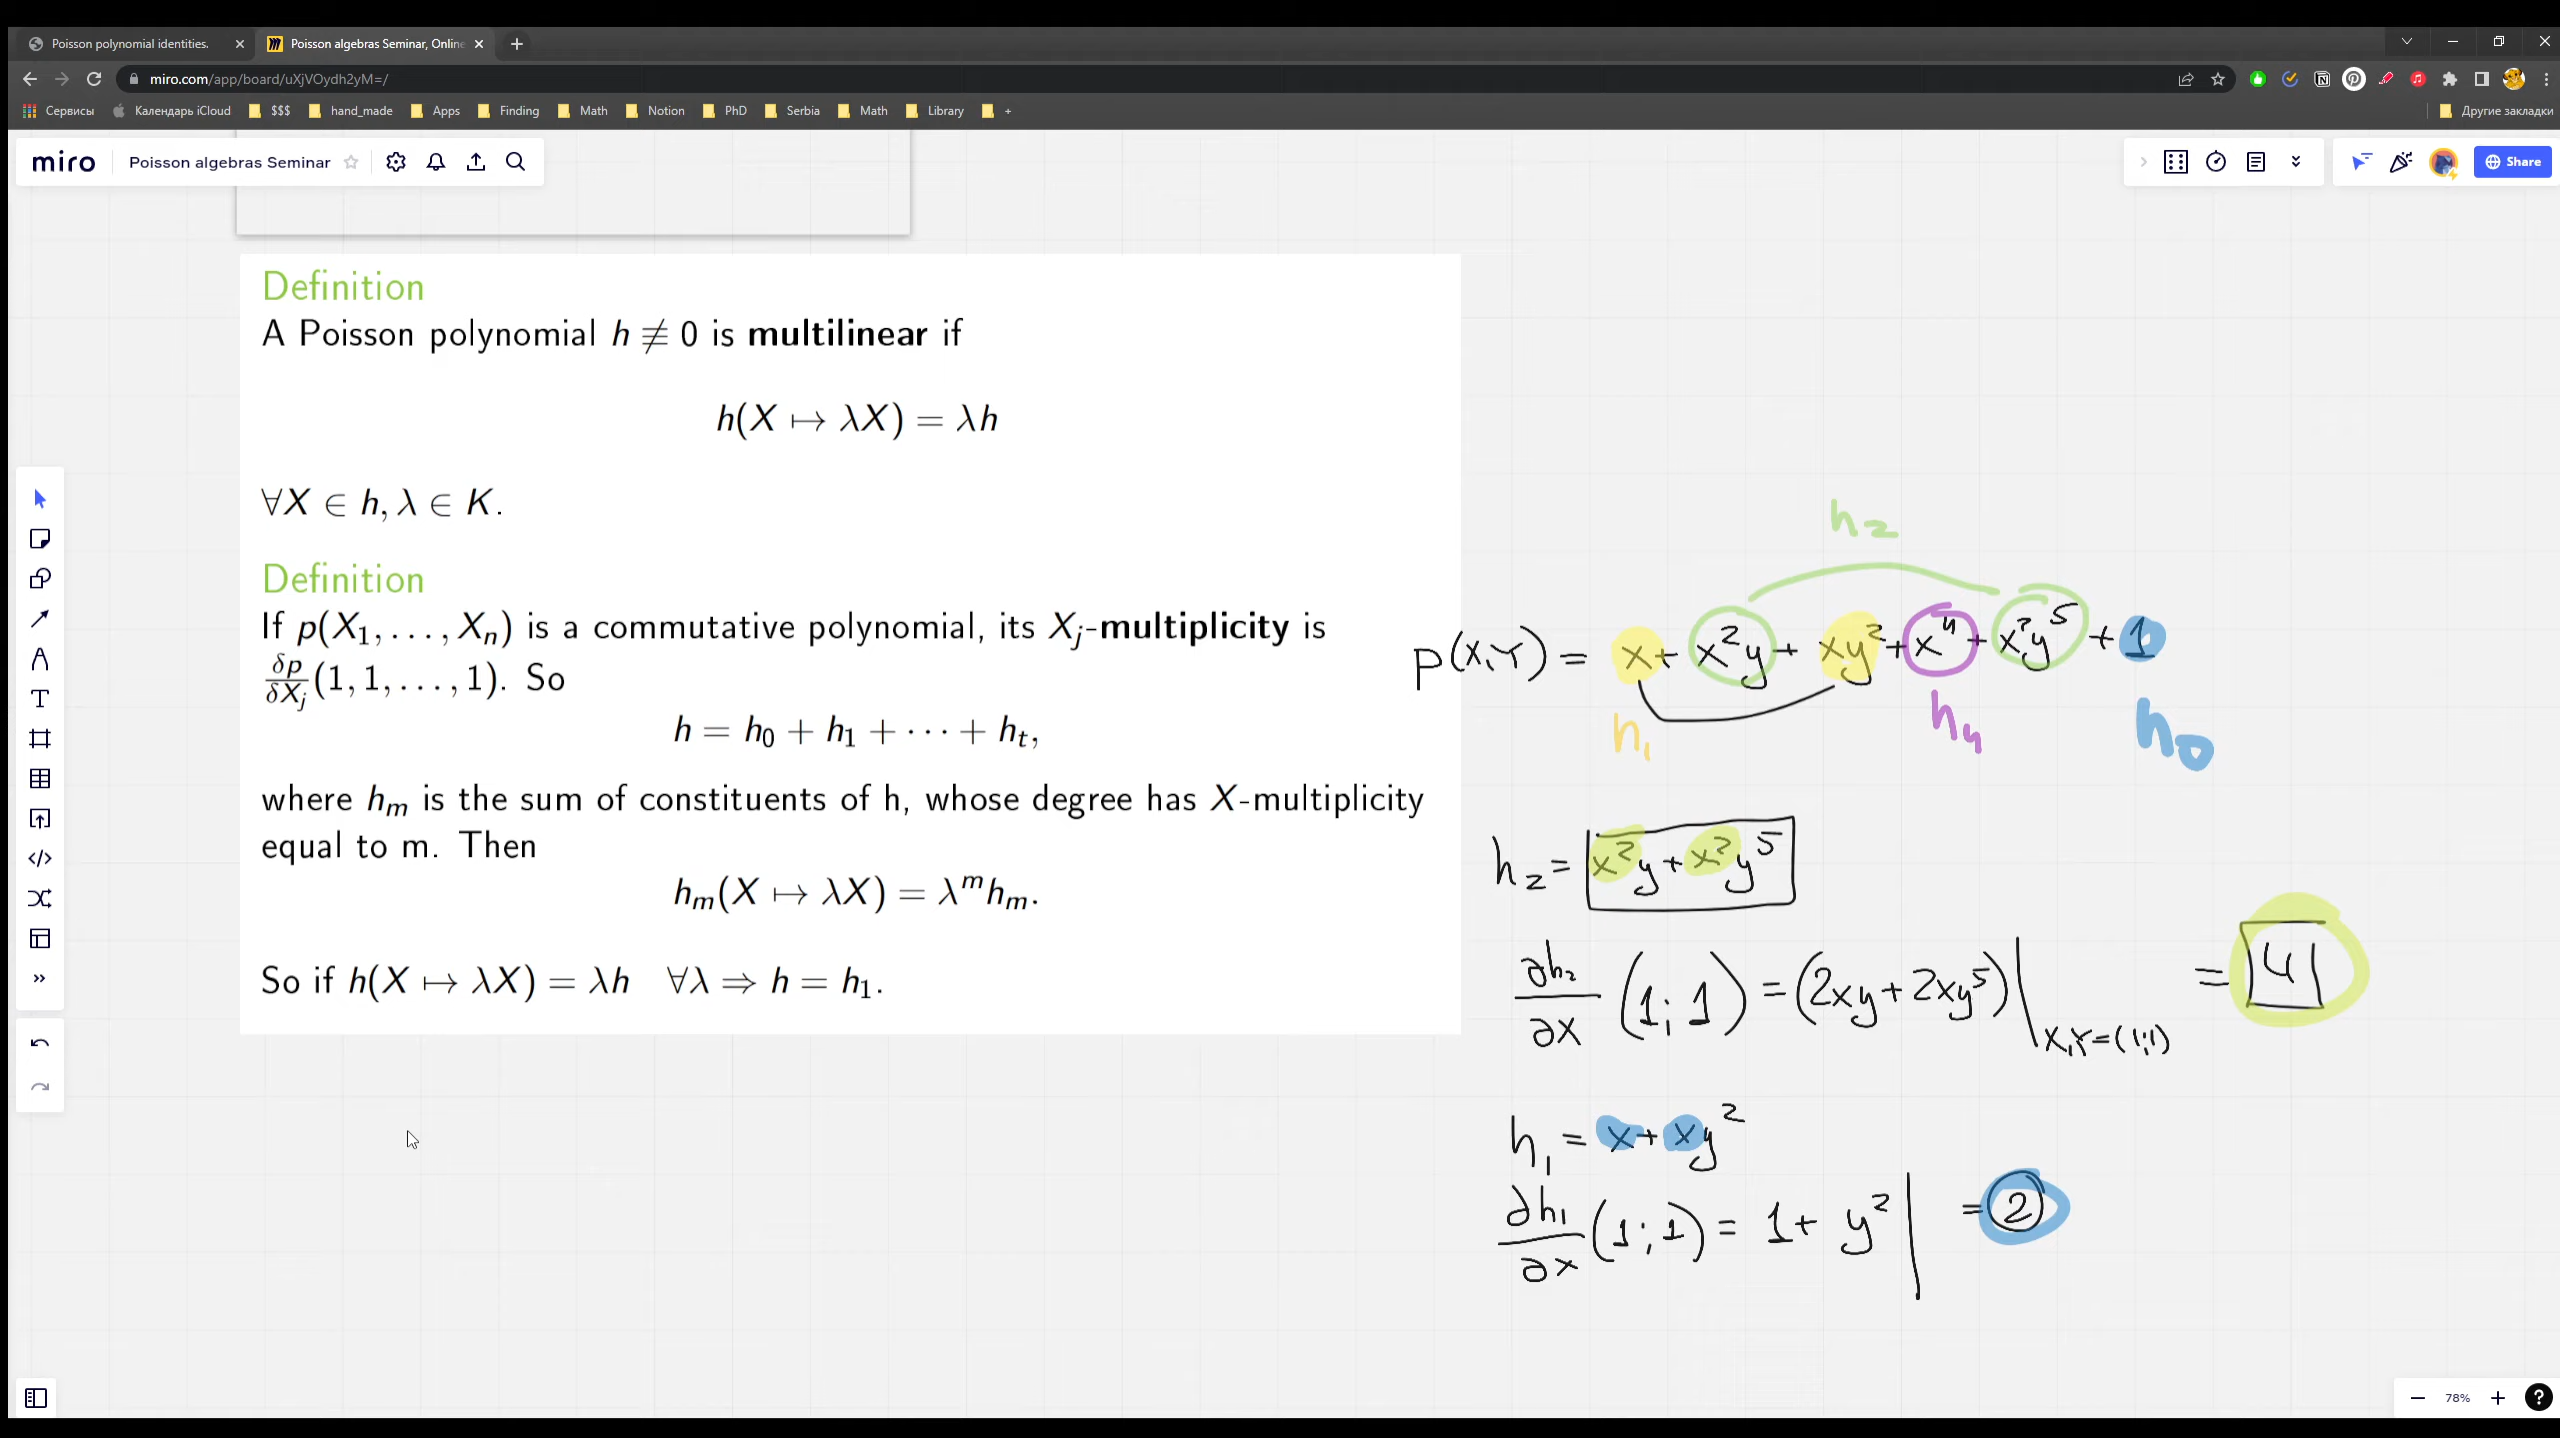 Poisson polynomial identities.
Poisson algebras Seminar, Online
miro.com/app/board/uXjVOydh2yM=/
Сервисы Календарь iCloud $$$ hand_made Apps Finding Math Notion PhD Serbia Math Library + Другие закладки
miro Poisson algebras Seminar
Share
Definition
A Poisson polynomial h ≢ 0 is multilinear if
h(X ↦ λX) = λh
∀X ∈ h, λ ∈ K.
Definition
If p(X₁, . . . , Xₙ) is a commutative polynomial, its Xⱼ-multiplicity is
δp/δXⱼ (1, 1, . . . , 1). So
h = h₀ + h₁ + · · · + hₜ,
where hₘ is the sum of constituents of h, whose degree has X-multiplicity
equal to m. Then
hₘ(X ↦ λX) = λᵐhₘ.
So if h(X ↦ λX) = λh ∀λ ⇒ h = h₁.
h₂
P(X,Y) = x + x²y + xy² + x⁴ + x²y⁵ + 1
h₁ h₄ h₀
h₂ = x²y + x²y⁵
∂h₂/∂x (1;1) = (2xy + 2xy⁵)| X,Y=(1;1) = 4
h₁ = x + xy²
∂h₁/∂x (1;1) = 1 + y² | = 2
78%